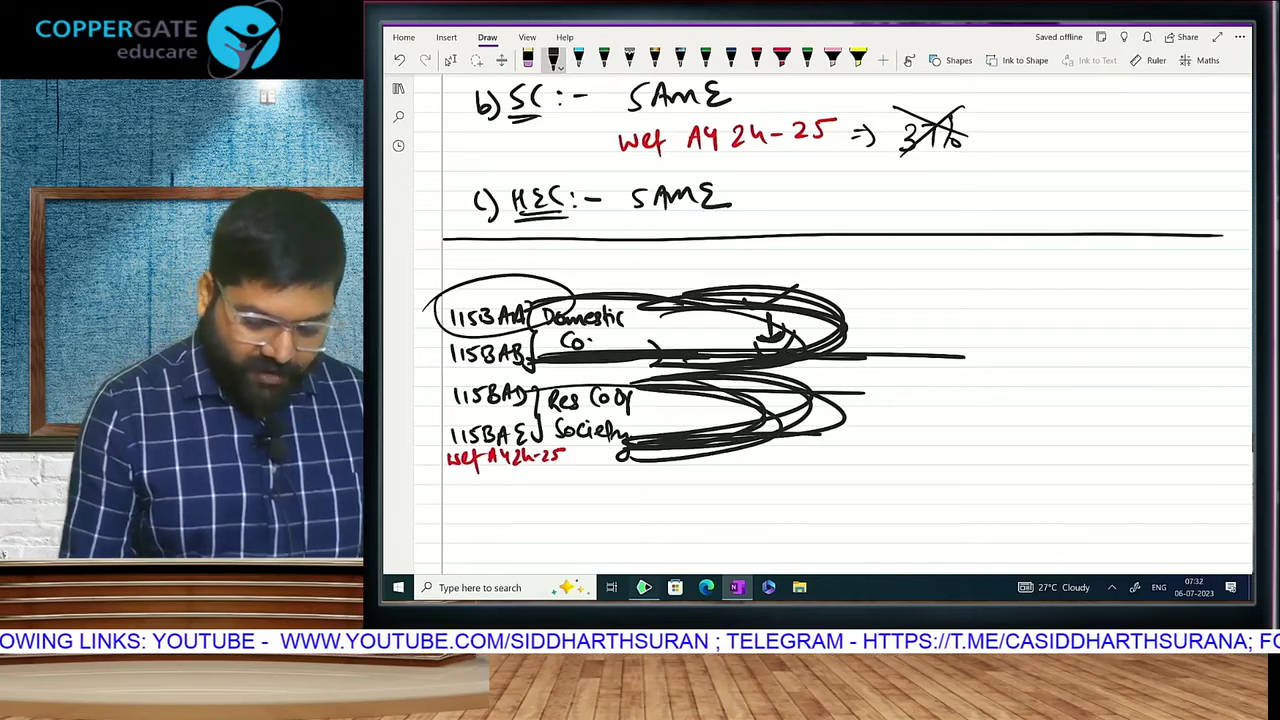 COPPERGATE
educare
Home Insert Draw View Help
Saved offline Share
Shapes Ink to Shape Ink to Text Ruler Maths
b) SC :- SAME
wef AY 24-25 => 37%
c) HEC :- SAME
115BAA Domestic
Co.
115BAB
115BAD Res Coop
115BAE Society
wef AY 24-25
Type here to search
27°C Cloudy ENG 07:32
06-07-2023
OWING LINKS: YOUTUBE - WWW.YOUTUBE.COM/SIDDHARTHSURAN ; TELEGRAM - HTTPS://T.ME/CASIDDHARTHSURANA; FO